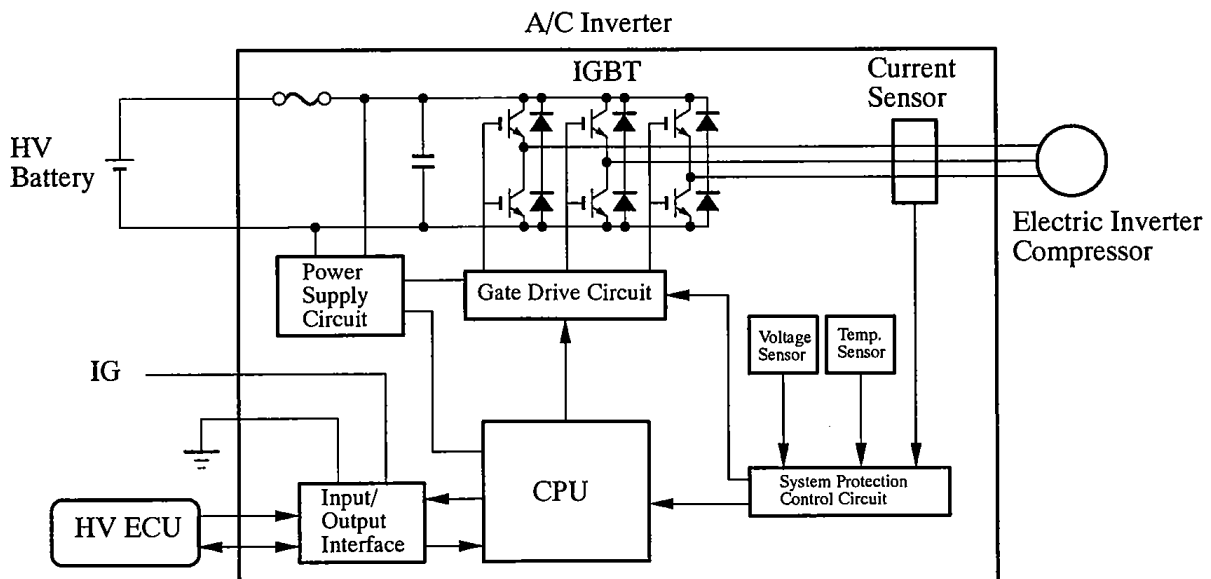 A/C Inverter
IGBT
Current
Sensor
HV
Battery
Electric Inverter
Compressor
Power
Supply
Circuit
Gate Drive Circuit
Voltage
Sensor
Temp.
Sensor
IG
CPU
System Protection
Control Circuit
Input/
Output
Interface
HV ECU